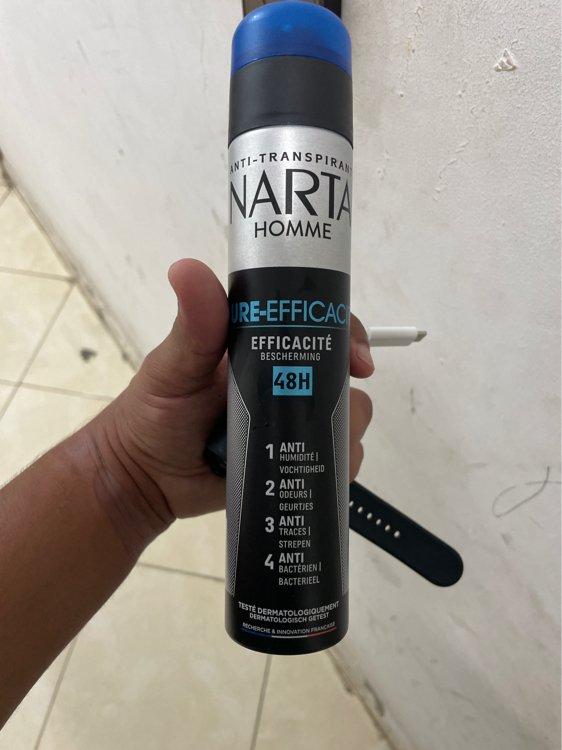 ANTI-TRANSPIRANT
NARTA
HOMME
URE-EFFICACI
EFFICACITÉ
BESCHERMING
48H
1 ANTI
HUMIDITÉ |
VOCHTIGHEID
2 ANTI
ODEURS |
GEURTJES
3 ANTI
TRACES |
STREPEN
4 ANTI
BACTÉRIEN |
BACTERIEEL
TESTÉ DERMATOLOGIQUEMENT
DERMATOLOGISCH GETEST
RECHERCHE & INNOVATION FRANÇAISE